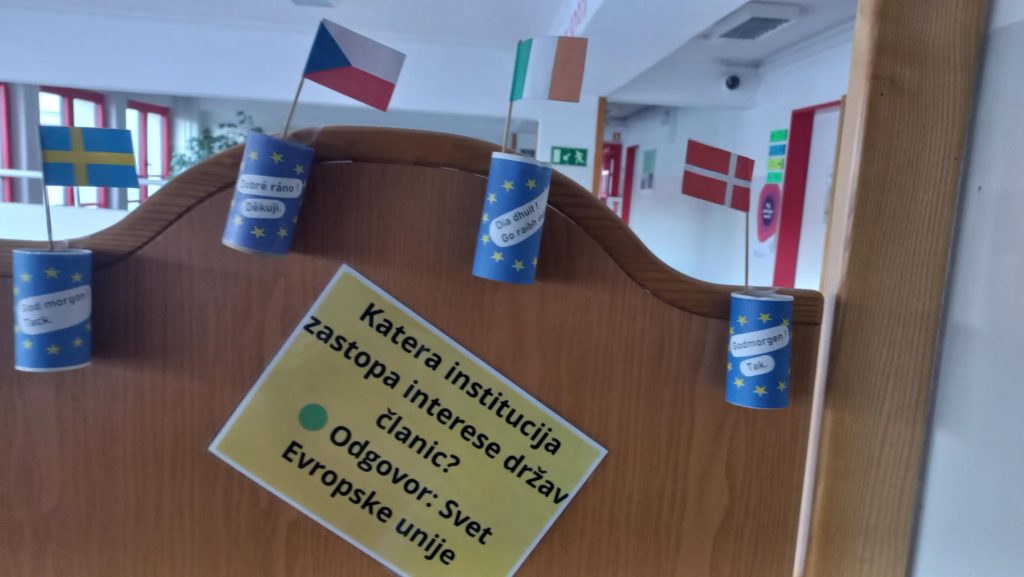 God morgon
Tack.
Dobré ráno!
Děkuji.
Dia dhuit!
Go raibh
Godmorgen!
Tak.
Katera institucija
zastopa interese držav
članic?
Odgovor: Svet
Evropske unije